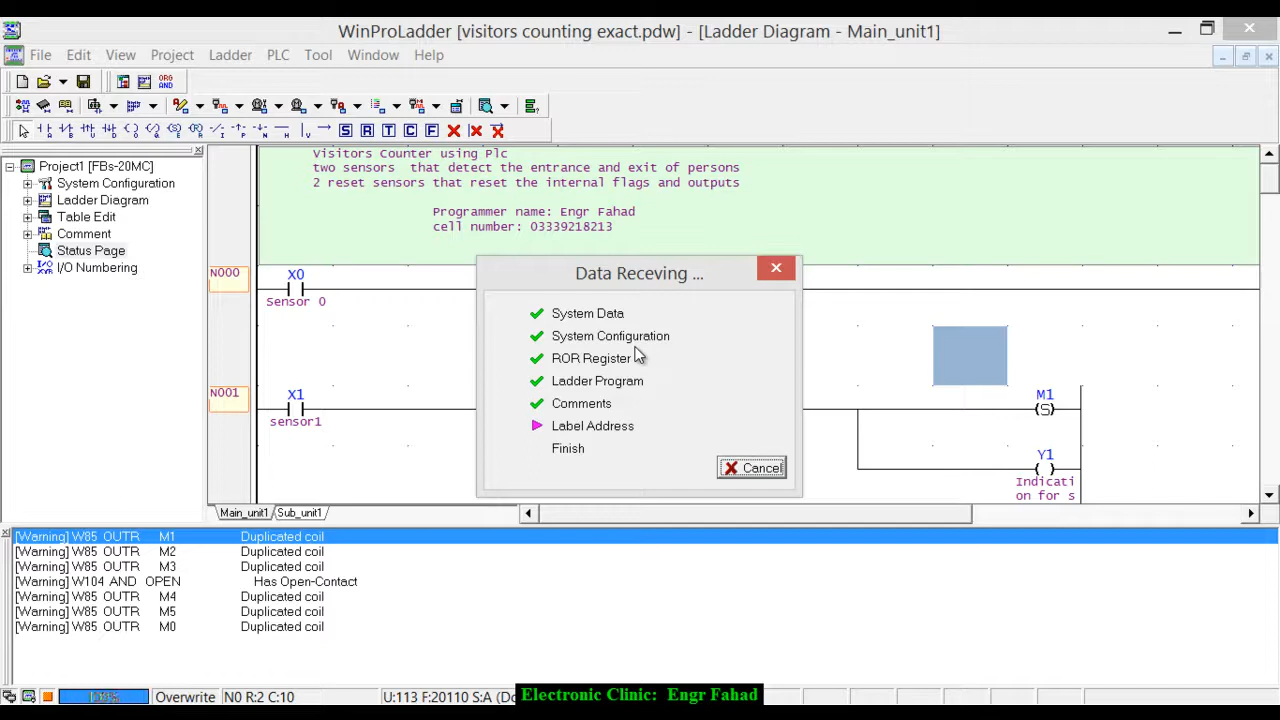 WinProLadder [visitors counting exact.pdw] - [Ladder Diagram - Main_unit1]
File Edit View Project Ladder PLC Tool Window Help
ORG
AND
S R T C F
Project1 [FBs-20MC]
System Configuration
Ladder Diagram
Table Edit
Comment
Status Page
I/O Numbering
Visitors Counter using Plc
two sensors that detect the entrance and exit of persons
2 reset sensors that reset the internal flags and outputs
Programmer name: Engr Fahad
cell number: 03339218213
N000
X0
Sensor 0
N001
X1
sensor1
M1
(S)
Y1
Indicati
on for s
Data Receving ...
System Data
System Configuration
ROR Register
Ladder Program
Comments
Label Address
Finish
Cancel
Main_unit1 Sub_unit1
[Warning] W85 OUTR M1 Duplicated coil
[Warning] W85 OUTR M2 Duplicated coil
[Warning] W85 OUTR M3 Duplicated coil
[Warning] W104 AND OPEN Has Open-Contact
[Warning] W85 OUTR M4 Duplicated coil
[Warning] W85 OUTR M5 Duplicated coil
[Warning] W85 OUTR M0 Duplicated coil
Overwrite N0 R:2 C:10 U:113 F:20110 S:A (Do
Electronic Clinic: Engr Fahad